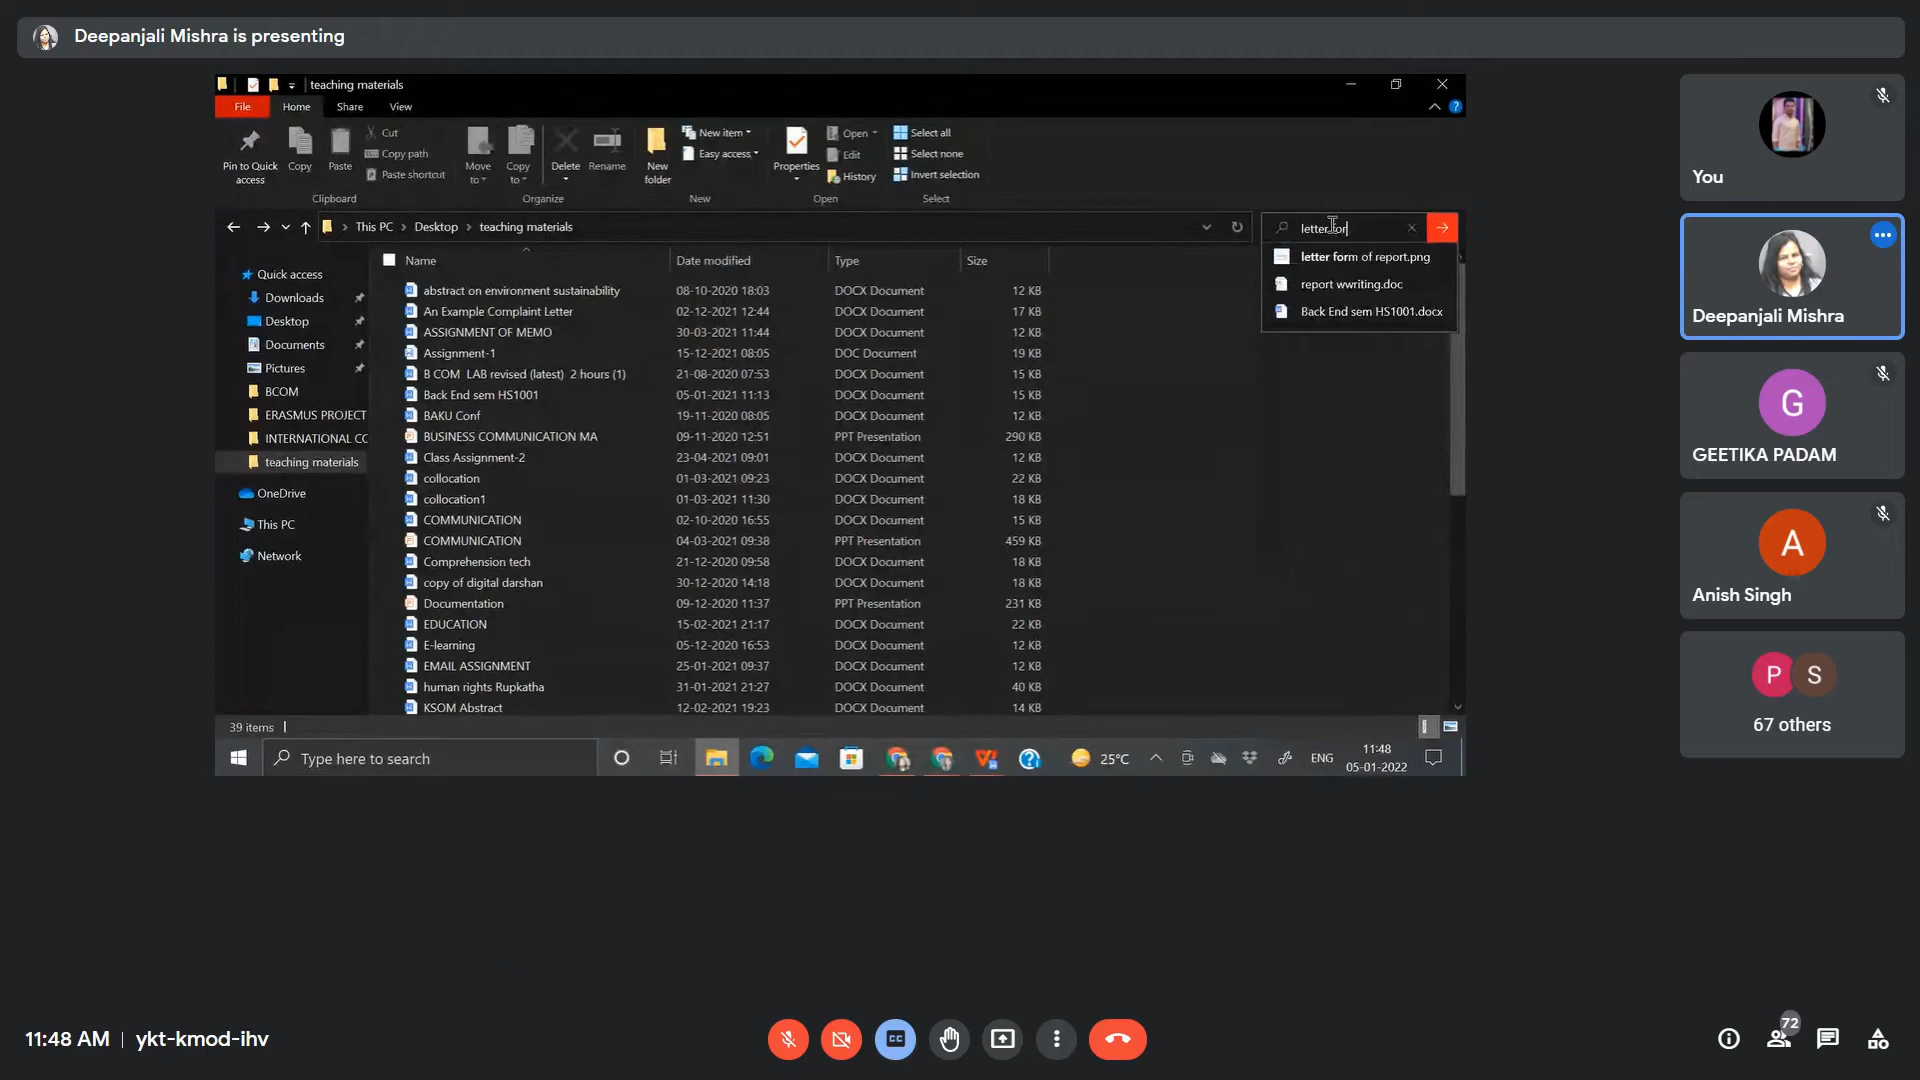 Deepanjali Mishra is presenting
teaching materials
File Home Share View
Pin to Quick access
Copy
Paste
Cut
Copy path
Paste shortcut
Clipboard
Move to
Copy to
Delete
Rename
Organize
New folder
New item
Easy access
New
Properties
Open
Edit
History
Open
Select all
Select none
Invert selection
Select
This PC > Desktop > teaching materials
letter for
letter form of report.png
report wwriting.doc
Back End sem HS1001.docx
Quick access
Downloads
Desktop
Documents
Pictures
BCOM
ERASMUS PROJECT
INTERNATIONAL CC
teaching materials
OneDrive
This PC
Network
Name Date modified Type Size
abstract on environment sustainability 08-10-2020 18:03 DOCX Document 12 KB
An Example Complaint Letter 02-12-2020 12:44 DOCX Document 17 KB
ASSIGNMENT OF MEMO 30-03-2021 11:44 DOCX Document 12 KB
Assignment-1 15-12-2021 08:05 DOC Document 19 KB
B COM LAB revised (latest) 2 hours (1) 21-08-2020 07:53 DOCX Document 15 KB
Back End sem HS1001 05-01-2021 11:13 DOCX Document 15 KB
BAKU Conf 19-11-2020 08:05 DOCX Document 12 KB
BUSINESS COMMUNICATION MA 09-11-2020 12:51 PPT Presentation 290 KB
Class Assignment-2 23-04-2021 09:01 DOCX Document 12 KB
collocation 01-03-2021 09:23 DOCX Document 22 KB
collocation1 01-03-2021 11:30 DOCX Document 18 KB
COMMUNICATION 02-10-2020 16:55 DOCX Document 15 KB
COMMUNICATION 04-03-2021 09:38 PPT Presentation 459 KB
Comprehension tech 21-12-2020 09:58 DOCX Document 18 KB
copy of digital darshan 30-12-2020 14:18 DOCX Document 18 KB
Documentation 09-12-2020 11:37 PPT Presentation 231 KB
EDUCATION 15-02-2021 21:17 DOCX Document 22 KB
E-learning 05-12-2020 16:53 DOCX Document 12 KB
EMAIL ASSIGNMENT 25-01-2021 09:37 DOCX Document 12 KB
human rights Rupkatha 31-01-2021 21:27 DOCX Document 40 KB
KSOM Abstract 12-02-2021 19:23 DOCX Document 14 KB
39 items
Type here to search
25°C
ENG
11:48
05-01-2022
You
Deepanjali Mishra
G
GEETIKA PADAM
A
Anish Singh
P S
67 others
11:48 AM | ykt-kmod-ihv
CC
72